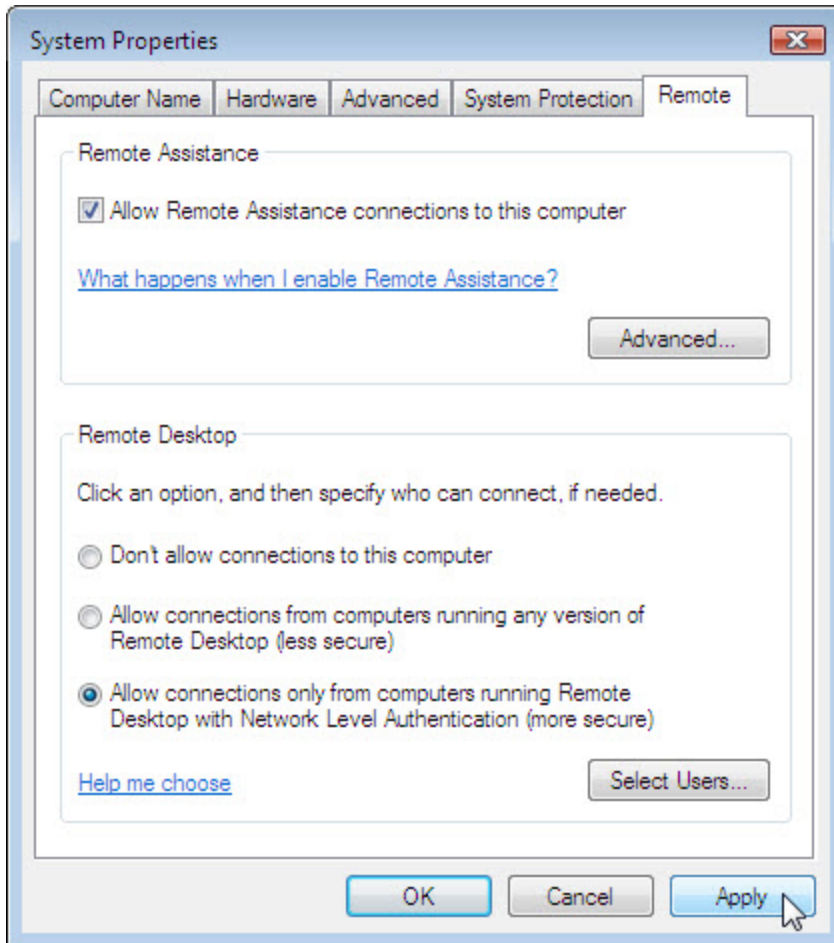 System Properties
Computer Name Hardware Advanced System Protection Remote
Remote Assistance
Allow Remote Assistance connections to this computer
What happens when I enable Remote Assistance?
Advanced...
Remote Desktop
Click an option, and then specify who can connect, if needed.
Don't allow connections to this computer
Allow connections from computers running any version of
Remote Desktop (less secure)
Allow connections only from computers running Remote
Desktop with Network Level Authentication (more secure)
Help me choose
Select Users...
OK Cancel Apply